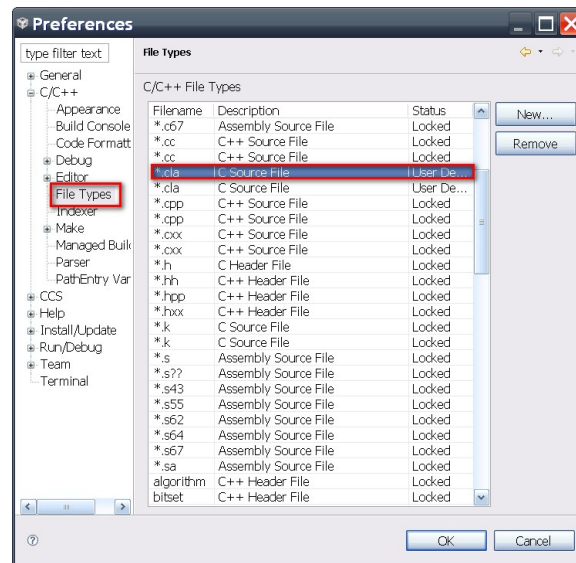 Preferences
type filter text
File Types
General
C/C++
Appearance
Build Console
Code Formatt
Debug
Editor
File Types
Indexer
Make
Managed Build
Parser
PathEntry Var
CCS
Help
Install/Update
Run/Debug
Team
Terminal
C/C++ File Types
Filename Description Status
*.c67 Assembly Source File Locked
*.cc C++ Source File Locked
*.cc C++ Source File Locked
*.cla C Source File User De...
*.cla C Source File User De...
*.cpp C++ Source File Locked
*.cpp C++ Source File Locked
*.cxx C++ Source File Locked
*.cxx C++ Source File Locked
*.h C Header File Locked
*.hh C++ Header File Locked
*.hpp C++ Header File Locked
*.hxx C++ Header File Locked
*.k C Source File Locked
*.k C Source File Locked
*.s Assembly Source File Locked
*.s?? Assembly Source File Locked
*.s43 Assembly Source File Locked
*.s55 Assembly Source File Locked
*.s62 Assembly Source File Locked
*.s64 Assembly Source File Locked
*.s67 Assembly Source File Locked
*.sa Assembly Source File Locked
algorithm C++ Header File Locked
bitset C++ Header File Locked
New...
Remove
OK Cancel